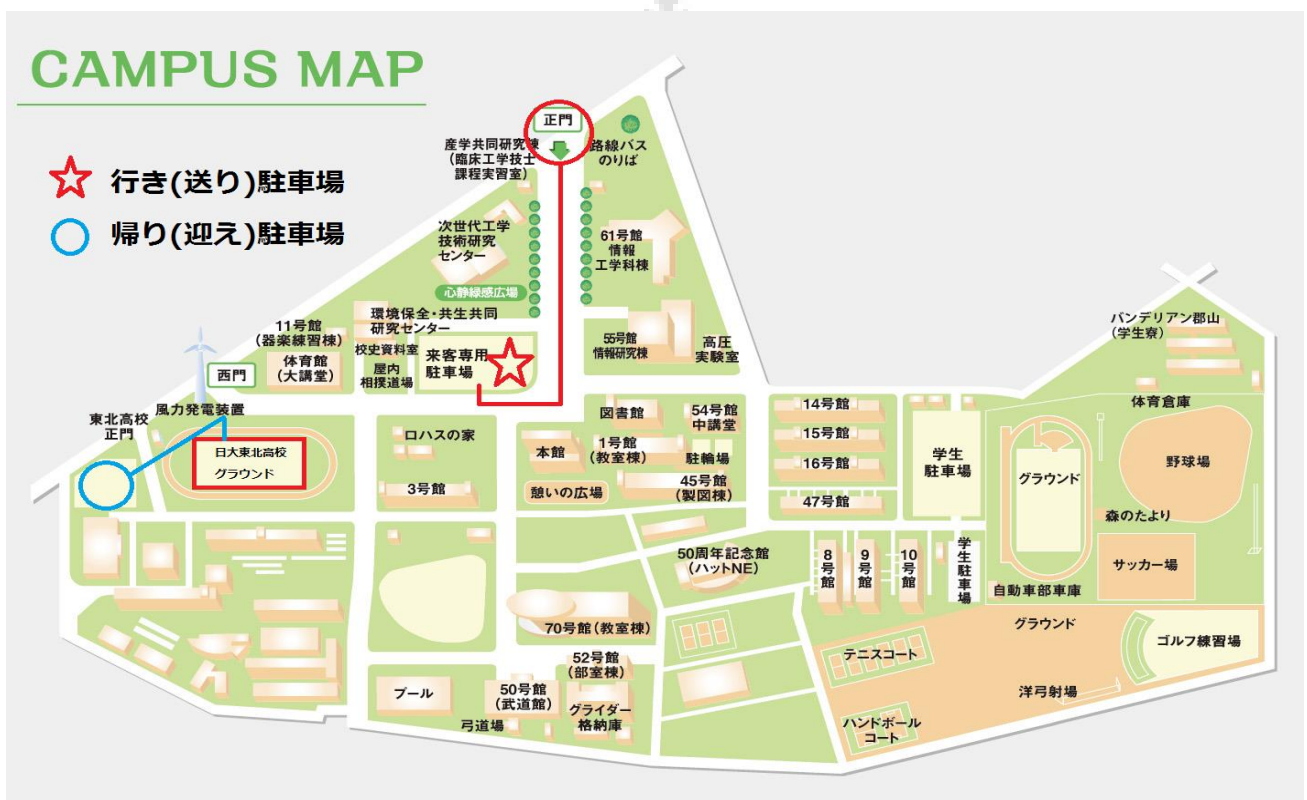 CAMPUS MAP
行き(送り)駐車場
帰り(迎え)駐車場
正門
産学共同研究棟
(臨床工学技士
課程実習室)
路線バス
のりば
次世代工学
技術研究
センター
61号館
情報
工学科棟
心静緑感広場
環境保全・共生共同
研究センター
11号館
(器楽練習棟)
体育館
(大講堂)
校史資料室
屋内
相撲道場
来客専用
駐車場
55号館
情報研究棟
高圧
実験室
バンデリアン郡山
(学生寮)
西門
風力発電装置
東北高校
正門
日大東北高校
グラウンド
ロハスの家
3号館
本館
図書館
1号館
(教室棟)
54号館
中講堂
駐輪場
憩いの広場
45号館
(製図棟)
14号館
15号館
16号館
47号館
学生
駐車場
グラウンド
体育倉庫
野球場
森のたより
サッカー場
50周年記念館
(ハットNE)
8号館
9号館
10号館
学生駐車場
自動車部車庫
グラウンド
ゴルフ練習場
70号館(教室棟)
52号館
(部室棟)
プール
50号館
(武道館)
グライダー
格納庫
弓道場
テニスコート
洋弓射場
ハンドボール
コート